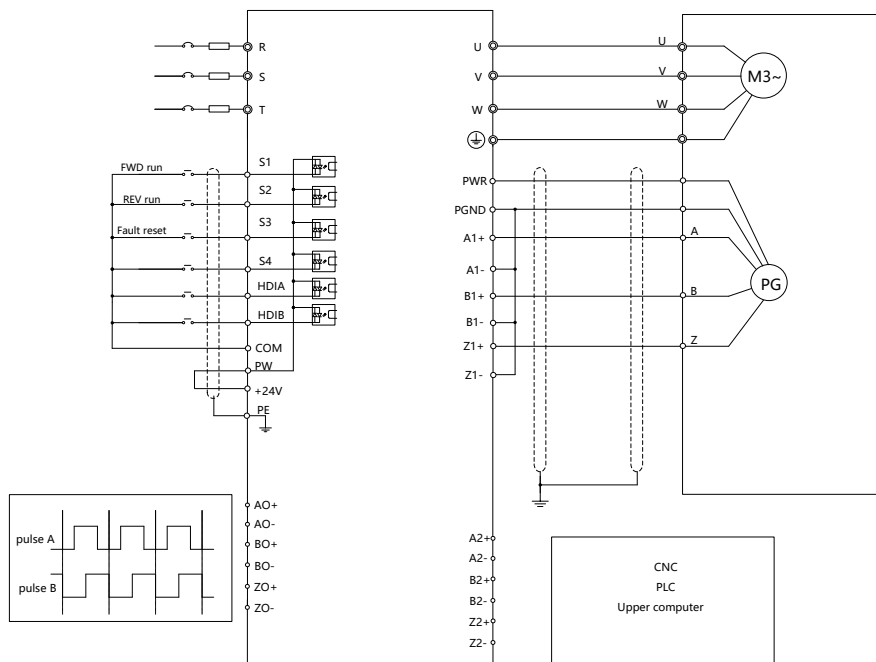 R
S
T
FWD run
REV run
Fault reset
S1
S2
S3
S4
HDIA
HDIB
COM
PW
+24V
PE
U
V
W
PWR
PGND
A1+
A1-
B1+
B1-
Z1+
Z1-
U
V
W
M3~
A
B
Z
PG
pulse A
pulse B
AO+
AO-
BO+
BO-
ZO+
ZO-
A2+
A2-
B2+
B2-
Z2+
Z2-
CNC
PLC
Upper computer